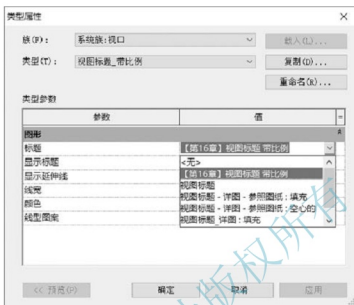 类型属性
族(F): 系统族:视口 载入(L)...
类型(T): 视图标题_带比例 复制(D)...
重命名(R)...
类型参数
参数 值 =
图形
标题 【第16章】视图标题 带比例
显示标题 <无>
显示延伸线 【第16章】视图标题 带比例
线宽 视图标题
颜色 视图标题 - 详图 - 参照图纸:填充
线型图案 视图标题 - 详图 - 参照图纸:空心的
视图标题_详图:填充
<< 预览(P) 确定 取消 应用
版权所有